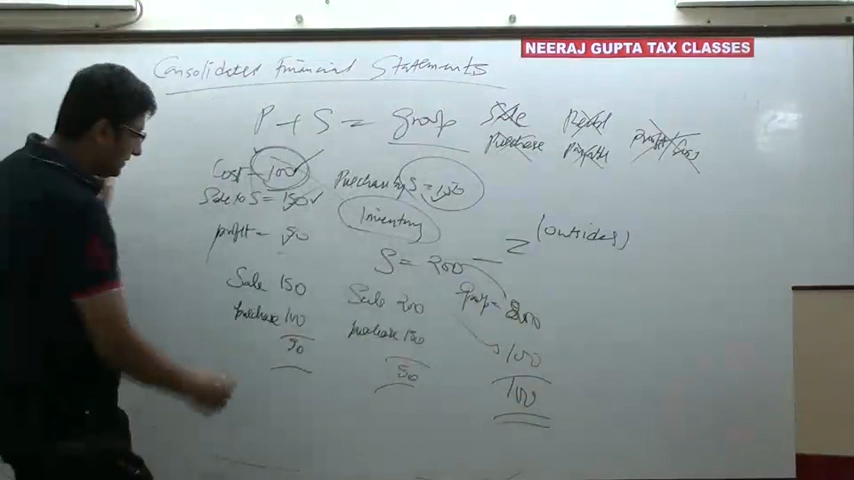 NEERAJ GUPTA TAX CLASSES
Consolidated Financial Statements
P + S = group
Sale
Purchase
Profit/Loss
Cost = 100
Purchase by S = 150
Sale to S = 150
Inventory
profit = 50
S = 200 — Z (Outsider)
Sale 150
purchase 100
50
Sale 200
purchase 150
50
Group = 200
100
100